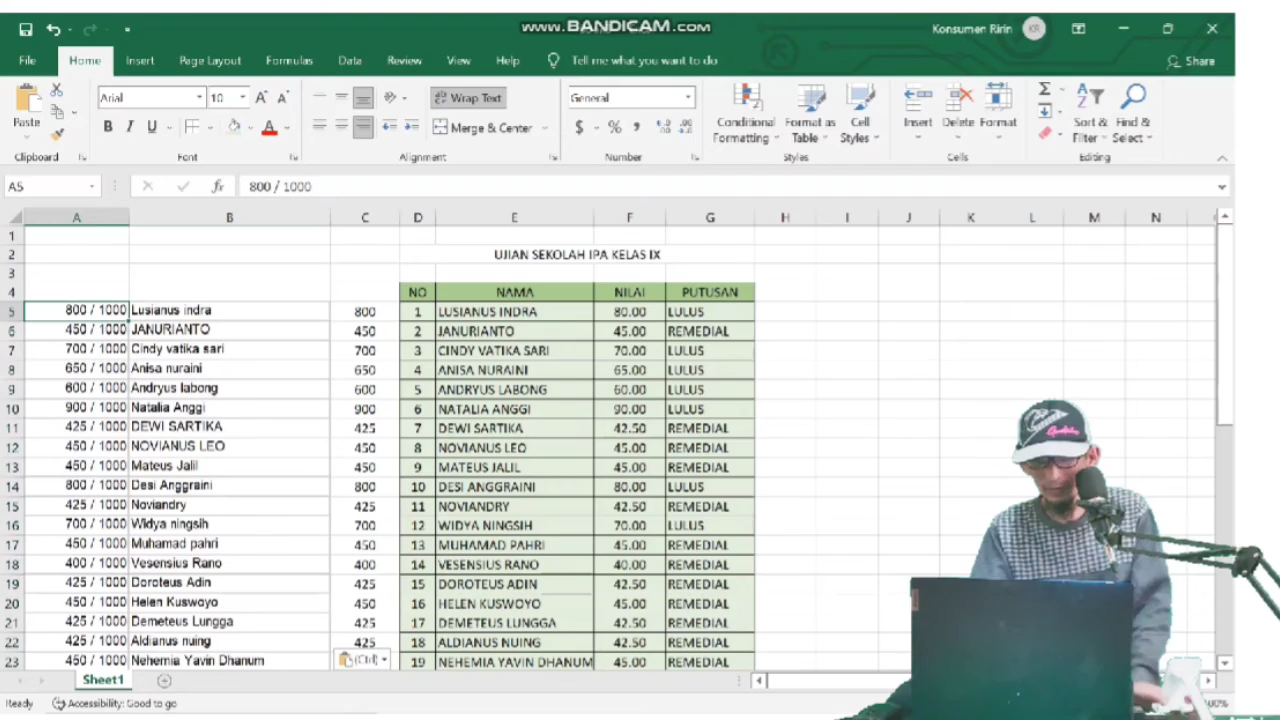 www.BANDICAM.com
Konsumen Ririn KR
File Home Insert Page Layout Formulas Data Review View Help Tell me what you want to do Share
Paste Arial 10 Wrap Text General Conditional Formatting Format as Table Cell Styles Insert Delete Format Sort & Filter Find & Select
B I U Merge & Center $ %
Clipboard Font Alignment Number Styles Cells Editing
A5 fx 800 / 1000
A B C D E F G H I J K L M N
1
2 UJIAN SEKOLAH IPA KELAS IX
3
4 NO NAMA NILAI PUTUSAN
5 800 / 1000 Lusianus indra 800 1 LUSIANUS INDRA 80.00 LULUS
6 450 / 1000 JANURIANTO 450 2 JANURIANTO 45.00 REMEDIAL
7 700 / 1000 Cindy vatika sari 700 3 CINDY VATIKA SARI 70.00 LULUS
8 650 / 1000 Anisa nuraini 650 4 ANISA NURAINI 65.00 LULUS
9 600 / 1000 Andryus labong 600 5 ANDRYUS LABONG 60.00 LULUS
10 900 / 1000 Natalia Anggi 900 6 NATALIA ANGGI 90.00 LULUS
11 425 / 1000 DEWI SARTIKA 425 7 DEWI SARTIKA 42.50 REMEDIAL
12 450 / 1000 NOVIANUS LEO 450 8 NOVIANUS LEO 45.00 REMEDIAL
13 450 / 1000 Mateus Jalil 450 9 MATEUS JALIL 45.00 REMEDIAL
14 800 / 1000 Desi Anggraini 800 10 DESI ANGGRAINI 80.00 LULUS
15 425 / 1000 Noviandry 425 11 NOVIANDRY 42.50 REMEDIAL
16 700 / 1000 Widya ningsih 700 12 WIDYA NINGSIH 70.00 LULUS
17 450 / 1000 Muhamad pahri 450 13 MUHAMAD PAHRI 45.00 REMEDIAL
18 400 / 1000 Vesensius Rano 400 14 VESENSIUS RANO 40.00 REMEDIAL
19 425 / 1000 Doroteus Adin 425 15 DOROTEUS ADIN 42.50 REMEDIAL
20 450 / 1000 Helen Kuswoyo 450 16 HELEN KUSWOYO 45.00 REMEDIAL
21 425 / 1000 Demeteus Lungga 425 17 DEMETEUS LUNGGA 42.50 REMEDIAL
22 425 / 1000 Aldianus nuing 425 18 ALDIANUS NUING 42.50 REMEDIAL
23 450 / 1000 Nehemia Yavin Dhanum (Ctrl) 19 NEHEMIA YAVIN DHANUM 45.00 REMEDIAL
Sheet1
Ready Accessibility: Good to go